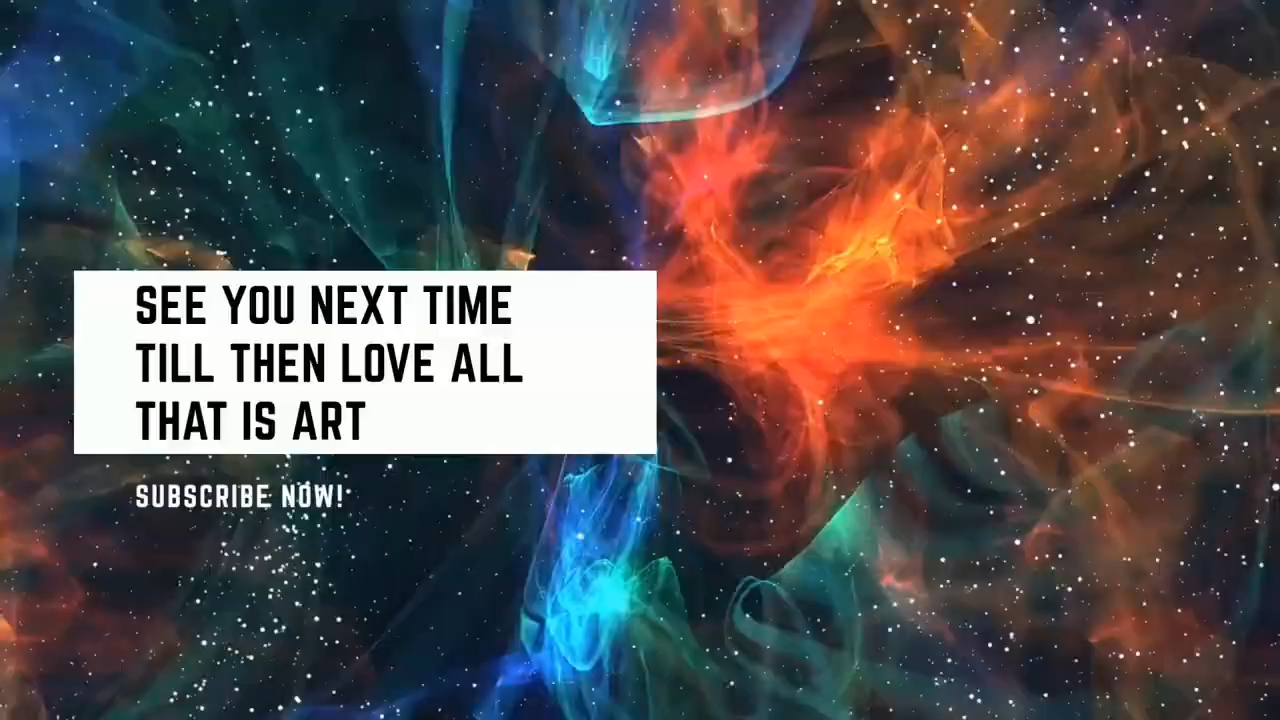 SEE YOU NEXT TIME
TILL THEN LOVE ALL
THAT IS ART
SUBSCRIBE NOW!